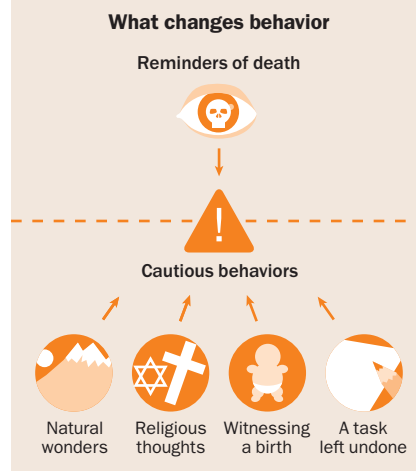 What changes behavior
Reminders of death
!
Cautious behaviors
Natural
wonders
Religious
thoughts
Witnessing
a birth
A task
left undone